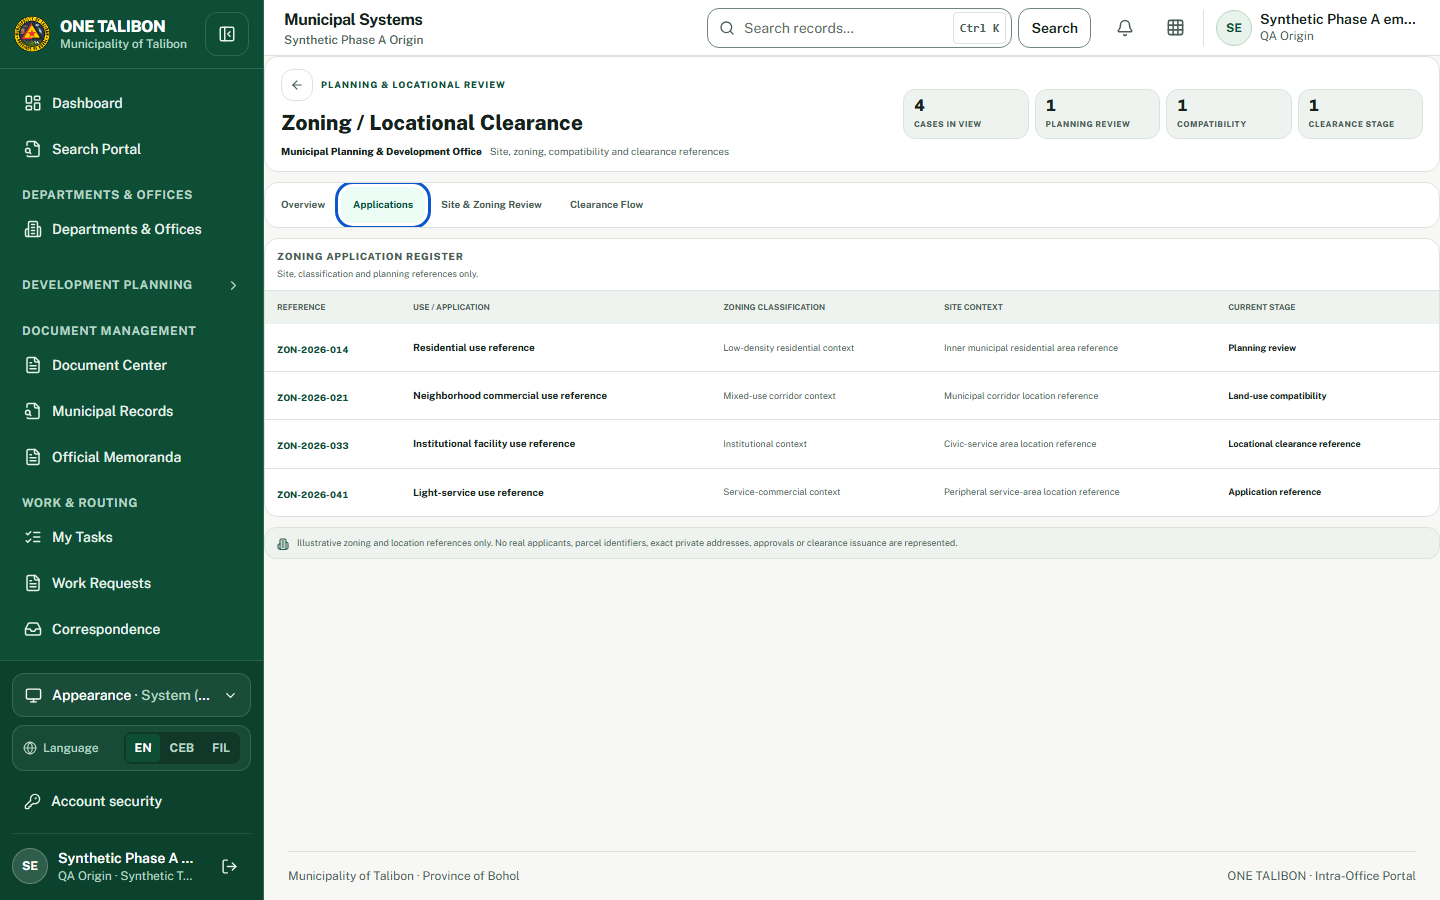 ONE TALIBON
Municipality of Talibon
Dashboard
Search Portal
DEPARTMENTS & OFFICES
Departments & Offices
DEVELOPMENT PLANNING
DOCUMENT MANAGEMENT
Document Center
Municipal Records
Official Memoranda
WORK & ROUTING
My Tasks
Work Requests
Correspondence
Appearance · System (...
Language EN CEB FIL
Account security
SE Synthetic Phase A ...
QA Origin · Synthetic T...
Municipal Systems
Synthetic Phase A Origin
Search records... Ctrl K Search
SE Synthetic Phase A em...
QA Origin
PLANNING & LOCATIONAL REVIEW
Zoning / Locational Clearance
Municipal Planning & Development Office Site, zoning, compatibility and clearance references
4 CASES IN VIEW
1 PLANNING REVIEW
1 COMPATIBILITY
1 CLEARANCE STAGE
Overview Applications Site & Zoning Review Clearance Flow
ZONING APPLICATION REGISTER
Site, classification and planning references only.
REFERENCE USE / APPLICATION ZONING CLASSIFICATION SITE CONTEXT CURRENT STAGE
ZON-2026-014 Residential use reference Low-density residential context Inner municipal residential area reference Planning review
ZON-2026-021 Neighborhood commercial use reference Mixed-use corridor context Municipal corridor location reference Land-use compatibility
ZON-2026-033 Institutional facility use reference Institutional context Civic-service area location reference Locational clearance reference
ZON-2026-041 Light-service use reference Service-commercial context Peripheral service-area location reference Application reference
Illustrative zoning and location references only. No real applicants, parcel identifiers, exact private addresses, approvals or clearance issuance are represented.
Municipality of Talibon · Province of Bohol
ONE TALIBON · Intra-Office Portal